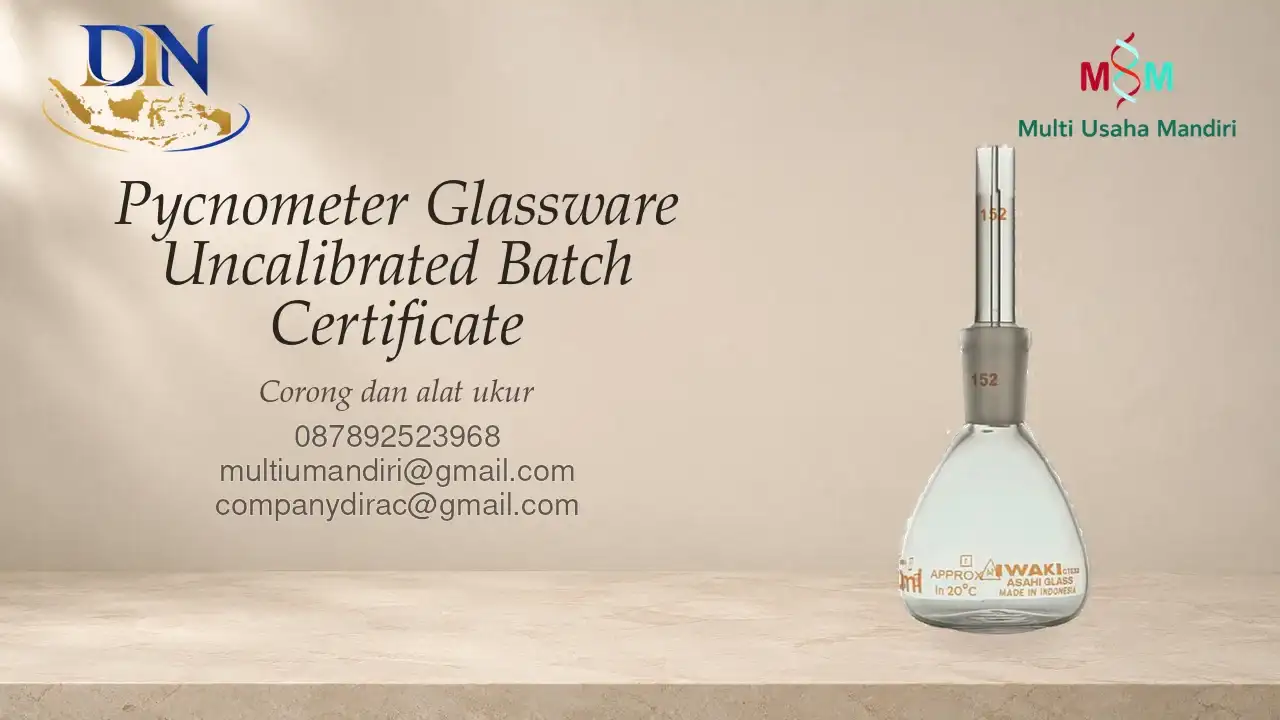 DIN
MSM
Multi Usaha Mandiri
Pycnometer Glassware
Uncalibrated Batch
Certificate
Corong dan alat ukur
087892523968
multiumandiri@gmail.com
companydirac@gmail.com
152
152
APPROX
In 20°C
IWAKI
ASAHI GLASS
MADE IN INDONESIA